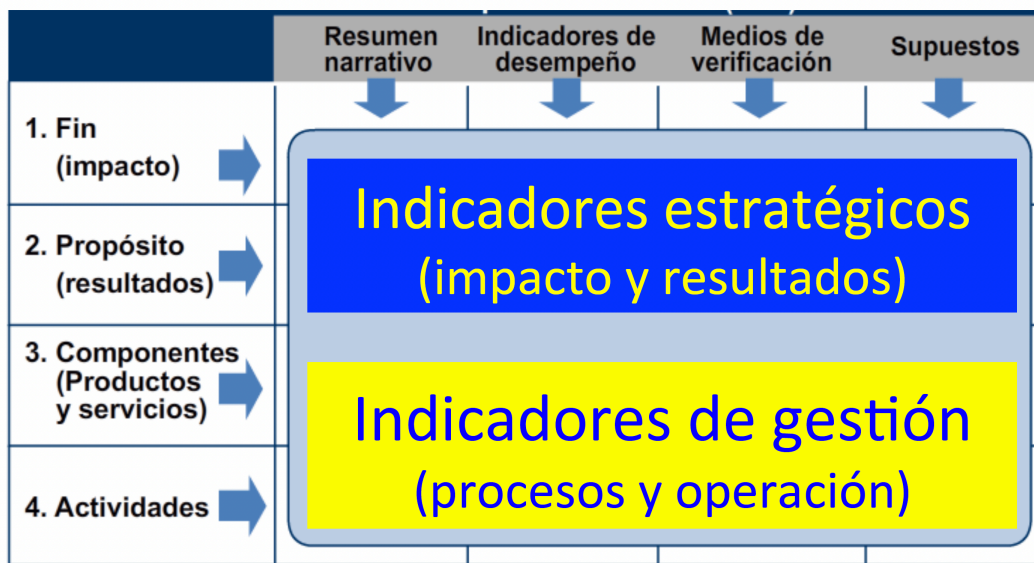 Resumen
narrativo
Indicadores de
desempeño
Medios de
verificación
Supuestos
1. Fin
(impacto)
2. Propósito
(resultados)
3. Componentes
(Productos
y servicios)
4. Actividades
Indicadores estratégicos
(impacto y resultados)
Indicadores de gestión
(procesos y operación)